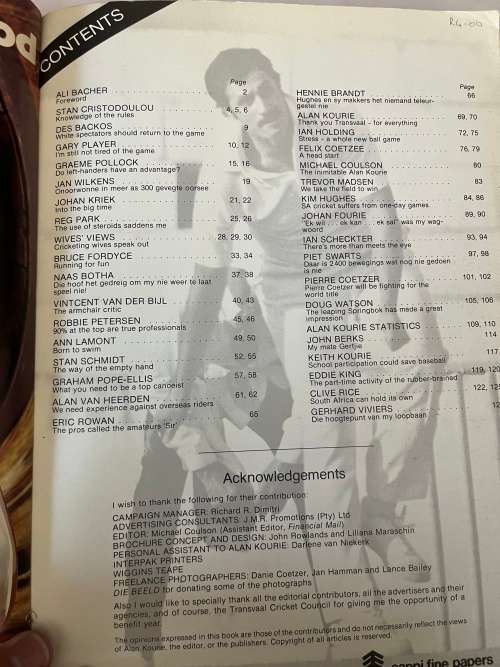 R4-00
CONTENTS
Page
ALI BACHER 2
Foreword
STAN CRISTODOULOU 4, 5, 6
Knowledge of the rules
DES BACKOS 9
White spectators should return to the game
GARY PLAYER 10, 12
I'm still not tired of the game
GRAEME POLLOCK 15, 16
Do left-handers have an advantage?
JAN WILKENS 19
Onoorwonne in meer as 300 gevegte oorsee
JOHAN KRIEK 21, 22
Into the big time
REG PARK 25, 26
The use of steroids saddens me
WIVES' VIEWS 28, 29, 30
Cricketing wives speak out
BRUCE FORDYCE 33, 34
Running for fun
NAAS BOTHA 37, 38
Die hoof het gedreig om my nie weer te laat
speel nie!
VINTCENT VAN DER BIJL 40, 43
The armchair critic
ROBBIE PETERSEN 45, 46
90% at the top are true professionals
ANN LAMONT 49, 50
Born to swim
STAN SCHMIDT 52, 55
The way of the empty hand
GRAHAM POPE-ELLIS 57, 58
What you need to be a top canoeist
ALAN VAN HEERDEN 61, 62
We need experience against overseas riders
ERIC ROWAN 65
The pros called the amateurs 'Sir'
Page
HENNIE BRANDT 66
Hughes en sy makkers het niemand teleur-
gestel nie
ALAN KOURIE 69, 70
Thank you Transvaal – for everything
IAN HOLDING 72, 75
Stress – a whole new ball game
FELIX COETZEE 76, 79
A head start
MICHAEL COULSON 80
The inimitable Alan Kourie
TREVOR MADSEN 83
We take the field to win
KIM HUGHES 84, 86
SA cricket suffers from one-day games
JOHAN FOURIE 89, 90
"Ek wil . . . ek kan . . . ek sal" was my wag-
woord
IAN SCHECKTER 93, 94
There's more than meets the eye
PIET SWARTS 97, 98
Daar is 2 400 bewegings wat nog nie gedoen
is nie
PIERRE COETZER 101, 102
Pierre Coetzer will be fighting for the
world title
DOUG WATSON 105, 106
The leaping Springbok has made a great
impression
ALAN KOURIE STATISTICS 109, 110
JOHN BERKS 114
My mate Gertjie
KEITH KOURIE 117
School participation could save baseball
EDDIE KING 119, 120
The part-time activity of the rubber-brained
CLIVE RICE 122, 125
South Africa can hold its own
GERHARD VIVIERS
Die hoogtepunt van my loopbaan
Acknowledgements
I wish to thank the following for their contribution:
CAMPAIGN MANAGER: Richard R. Dimitri
ADVERTISING CONSULTANTS: J.M.R. Promotions (Pty) Ltd
EDITOR: Michael Coulson (Assistant Editor, Financial Mail)
BROCHURE CONCEPT AND DESIGN: John Rowlands and Liliana Maraschin
PERSONAL ASSISTANT TO ALAN KOURIE: Darlene van Niekerk
INTERPAK PRINTERS
WIGGINS TEAPE
FREELANCE PHOTOGRAPHERS: Danie Coetzer, Jan Hamman and Lance Bailey
DIE BEELD for donating some of the photographs
Also I would like to specially thank all the editorial contributors, all the advertisers and their
agencies, and of course, the Transvaal Cricket Council for giving me the opportunity of a
benefit year.
The opinions expressed in this book are those of the contributors and do not necessarily reflect the views
of Alan Kourie, the editor, or the publishers. Copyright of all articles is reserved.
sappi fine papers